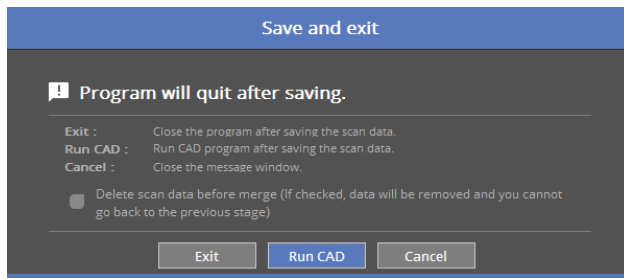 Save and exit
Program will quit after saving.
Exit : Close the program after saving the scan data.
Run CAD : Run CAD program after saving the scan data.
Cancel : Close the message window.
Delete scan data before merge (If checked, data will be removed and you cannot
go back to the previous stage)
Exit Run CAD Cancel